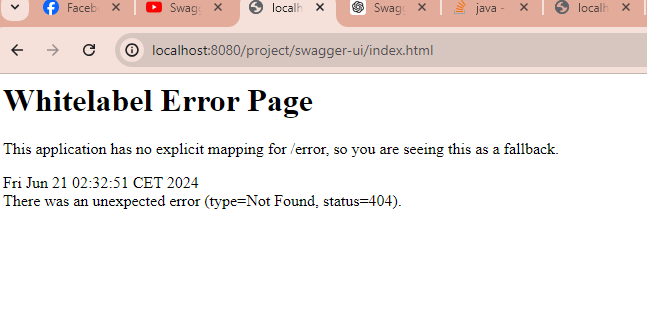 Faceb
Swagg
localh
Swagg
java -
localh
localhost:8080/project/swagger-ui/index.html
Whitelabel Error Page
This application has no explicit mapping for /error, so you are seeing this as a fallback.
Fri Jun 21 02:32:51 CET 2024
There was an unexpected error (type=Not Found, status=404).